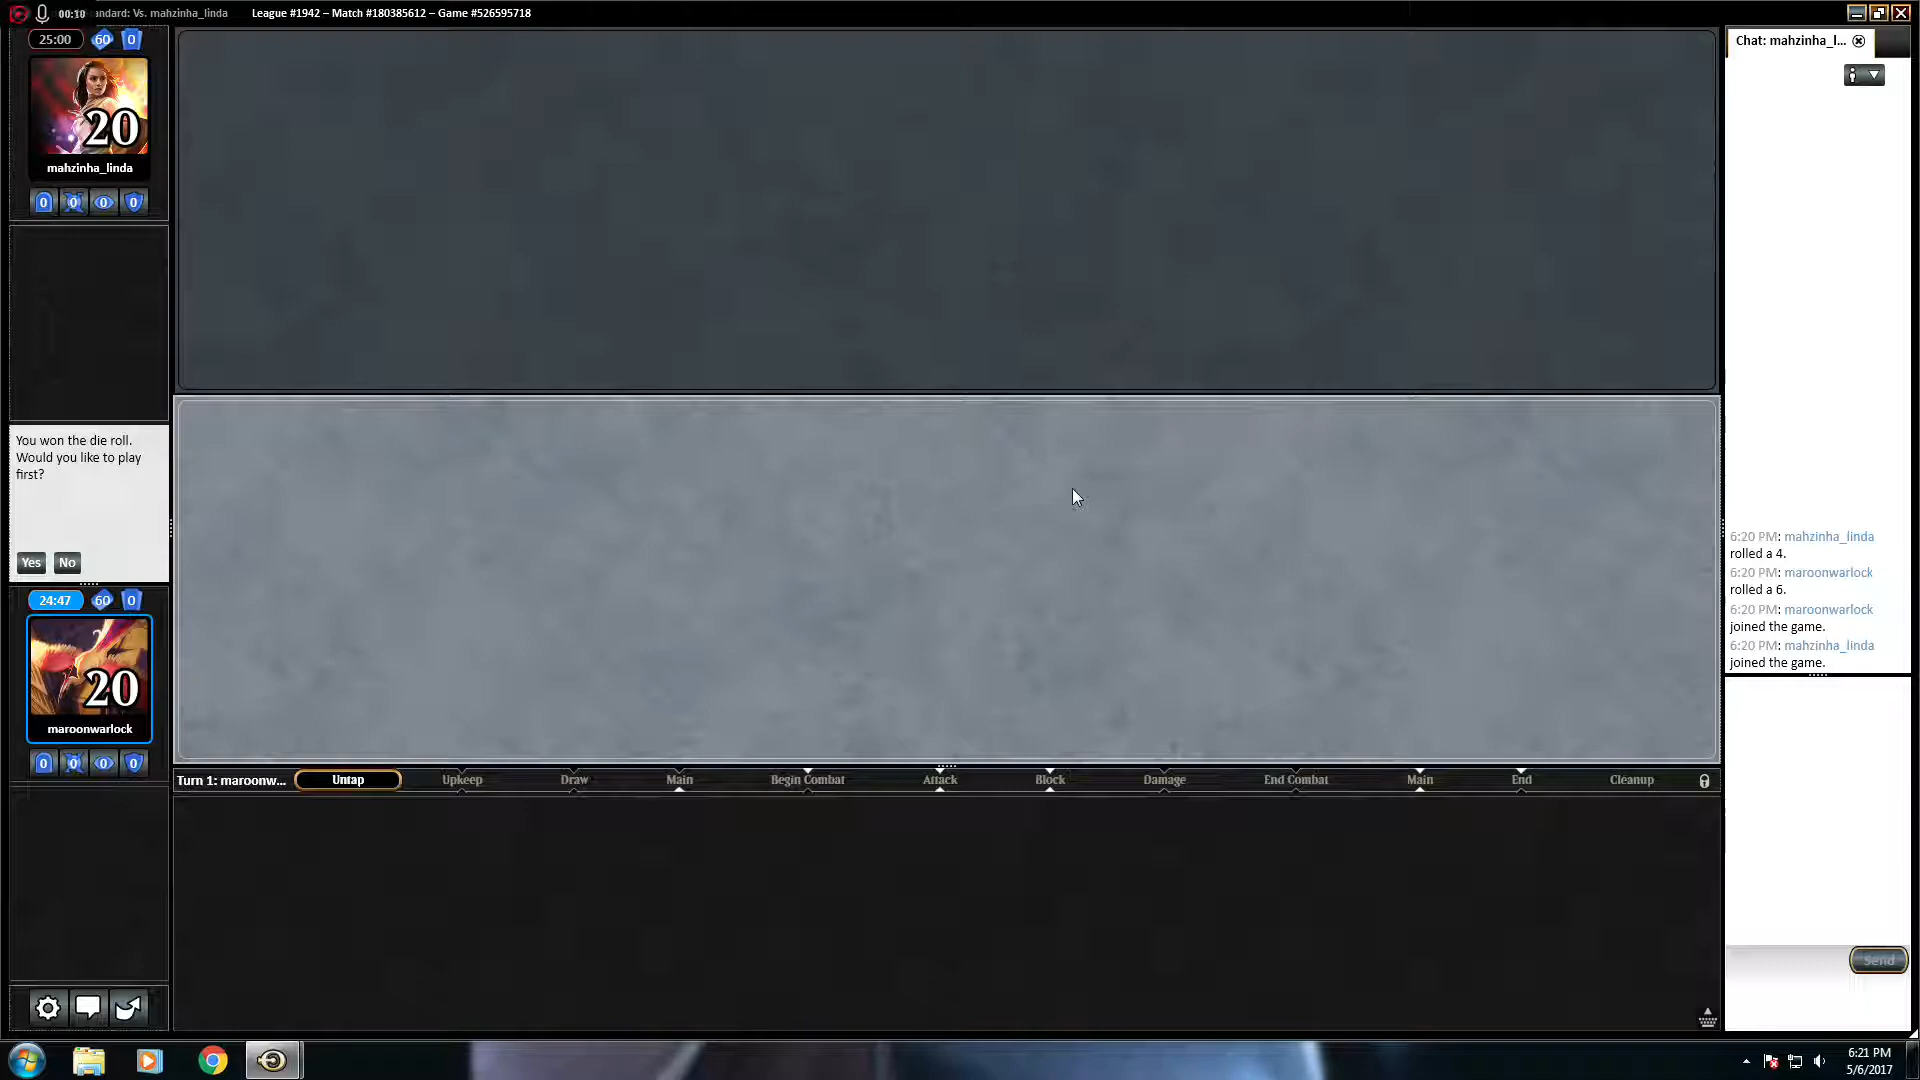 00:10
andard: Vs. mahzinha_linda
League #1942 – Match #180385612 – Game #526595718
25:00
60
0
20
mahzinha_linda
0
0
0
0
You won the die roll.
Would you like to play
first?
Yes
No
24:47
60
0
20
maroonwarlock
0
0
0
0
Turn 1: maroonw...
Untap
Upkeep
Draw
Main
Begin Combat
Attack
Block
Damage
End Combat
Main
End
Cleanup
Chat: mahzinha_l...
6:20 PM: mahzinha_linda
rolled a 4.
6:20 PM: maroonwarlock
rolled a 6.
6:20 PM: maroonwarlock
joined the game.
6:20 PM: mahzinha_linda
joined the game.
Send
6:21 PM
5/6/2017